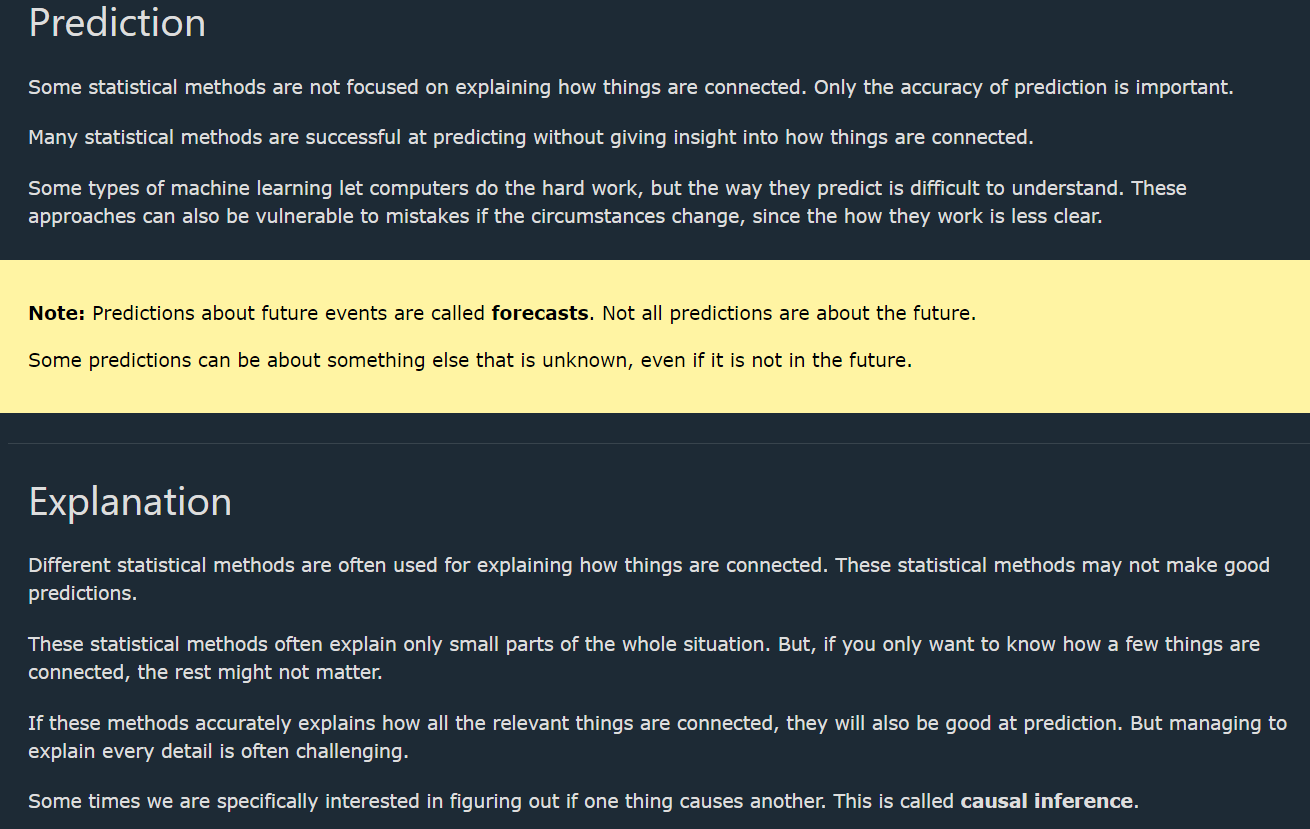 Prediction
Some statistical methods are not focused on explaining how things are connected. Only the accuracy of prediction is important.
Many statistical methods are successful at predicting without giving insight into how things are connected.
Some types of machine learning let computers do the hard work, but the way they predict is difficult to understand. These
approaches can also be vulnerable to mistakes if the circumstances change, since the how they work is less clear.
Note: Predictions about future events are called forecasts. Not all predictions are about the future.
Some predictions can be about something else that is unknown, even if it is not in the future.
Explanation
Different statistical methods are often used for explaining how things are connected. These statistical methods may not make good
predictions.
These statistical methods often explain only small parts of the whole situation. But, if you only want to know how a few things are
connected, the rest might not matter.
If these methods accurately explains how all the relevant things are connected, they will also be good at prediction. But managing to
explain every detail is often challenging.
Some times we are specifically interested in figuring out if one thing causes another. This is called causal inference.